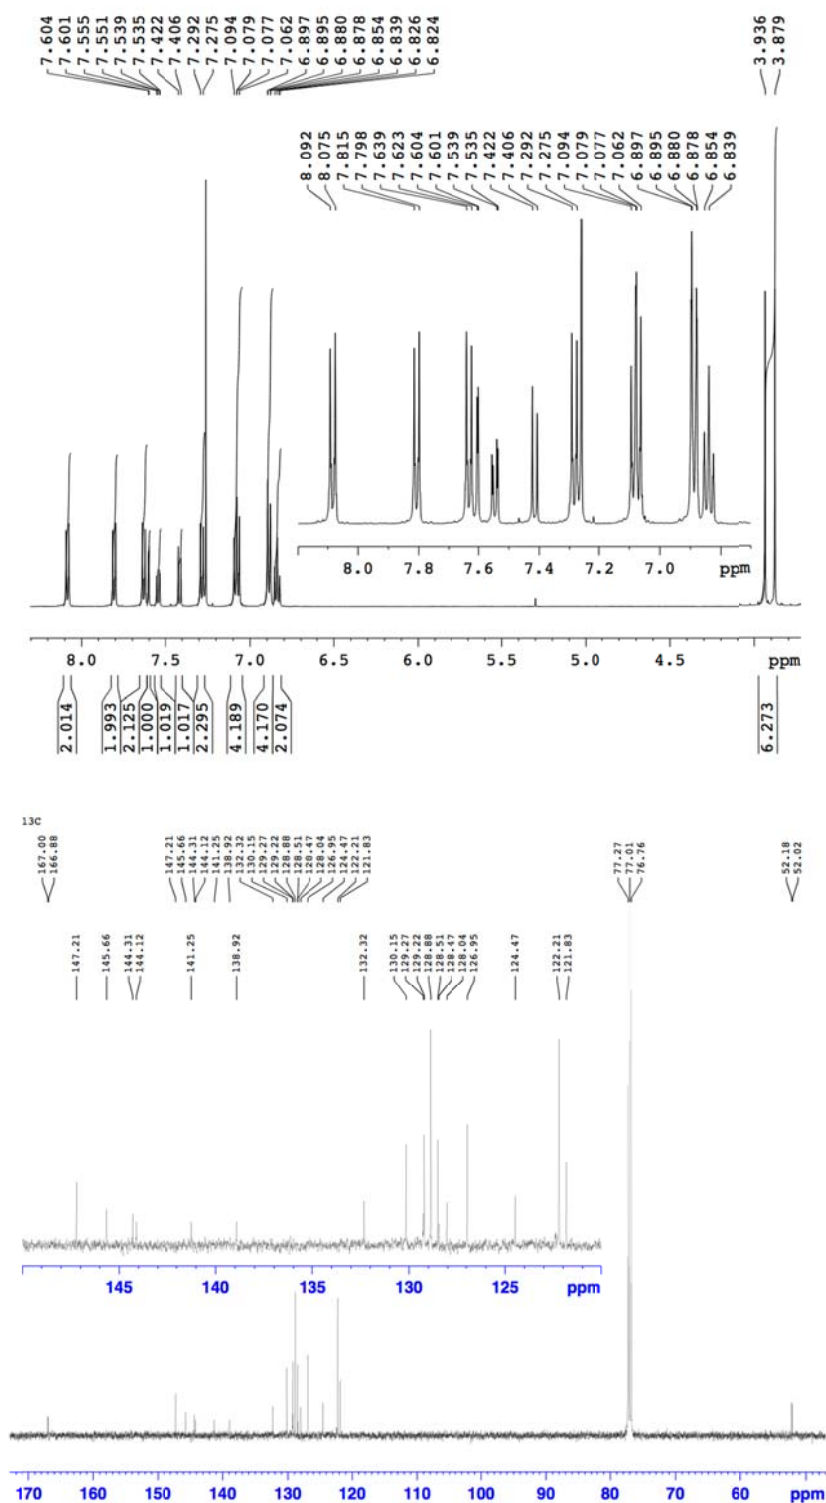 7.604 7.601 7.555 7.551 7.539 7.535 7.422 7.406 7.292 7.275 7.094 7.079 7.077 7.062 6.897 6.895 6.880 6.878 6.854 6.839 6.826 6.824 3.936 3.879
8.092 8.075 7.815 7.798 7.639 7.623 7.604 7.601 7.539 7.535 7.422 7.406 7.292 7.275 7.094 7.079 7.077 7.062 6.897 6.895 6.880 6.878 6.854 6.839
8.0 7.8 7.6 7.4 7.2 7.0 ppm
8.0 7.5 7.0 6.5 6.0 5.5 5.0 4.5 ppm
2.014 1.993 2.125 1.000 1.019 1.017 2.295 4.189 4.170 2.074 6.273
13C
167.00 166.88 147.21 145.66 144.31 144.12 141.25 138.92 132.32 130.15 129.27 129.22 128.88 128.51 128.47 128.04 126.95 124.47 122.21 121.83 77.27 77.01 76.76 52.18 52.02
147.21 145.66 144.31 144.12 141.25 138.92 132.32 130.15 129.27 129.22 128.88 128.51 128.47 128.04 126.95 124.47 122.21 121.83
145 140 135 130 125 ppm
170 160 150 140 130 120 110 100 90 80 70 60 ppm